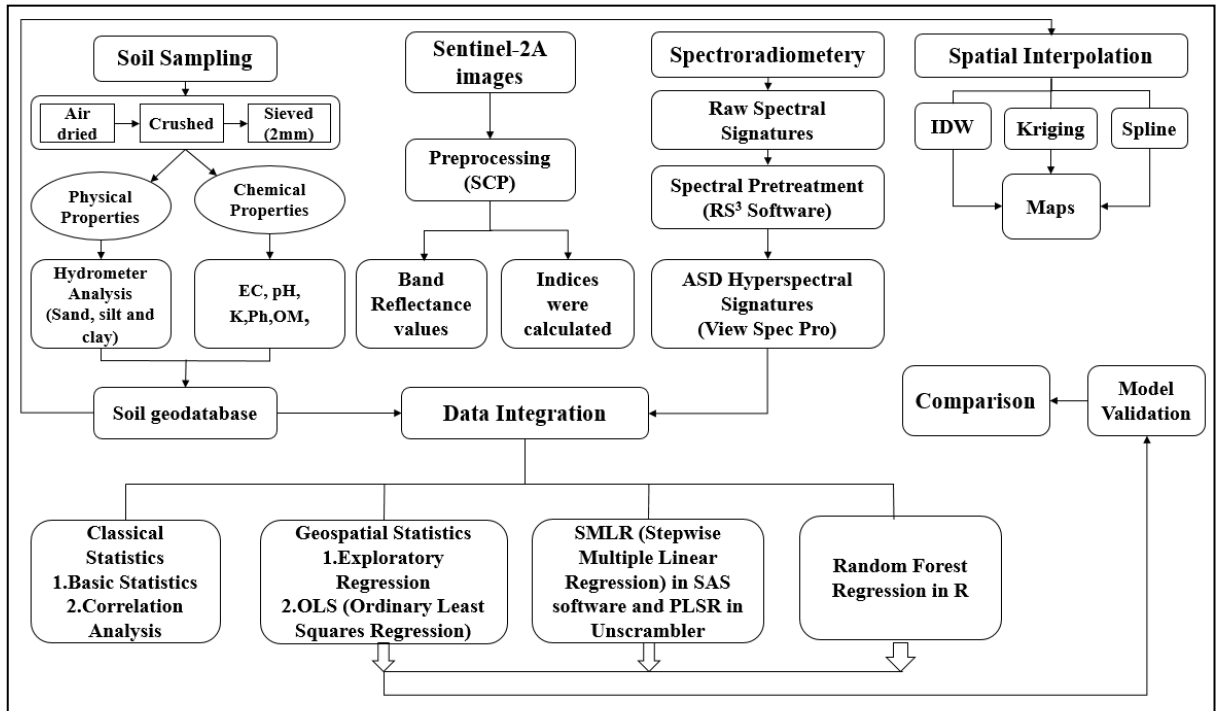 Soil Sampling
Air
dried
Crushed
Sieved
(2mm)
Physical
Properties
Chemical
Properties
Hydrometer
Analysis
(Sand, silt and
clay)
EC, pH,
K,Ph,OM,
Soil geodatabase
Sentinel-2A
images
Preprocessing
(SCP)
Band
Reflectance
values
Indices
were
calculated
Spectroradiometery
Raw Spectral
Signatures
Spectral Pretreatment
(RS³ Software)
ASD Hyperspectral
Signatures
(View Spec Pro)
Spatial Interpolation
IDW
Kriging
Spline
Maps
Data Integration
Comparison
Model
Validation
Classical
Statistics
1.Basic Statistics
2.Correlation
Analysis
Geospatial Statistics
1.Exploratory
Regression
2.OLS (Ordinary Least
Squares Regression)
SMLR (Stepwise
Multiple Linear
Regression) in SAS
software and PLSR in
Unscrambler
Random Forest
Regression in R